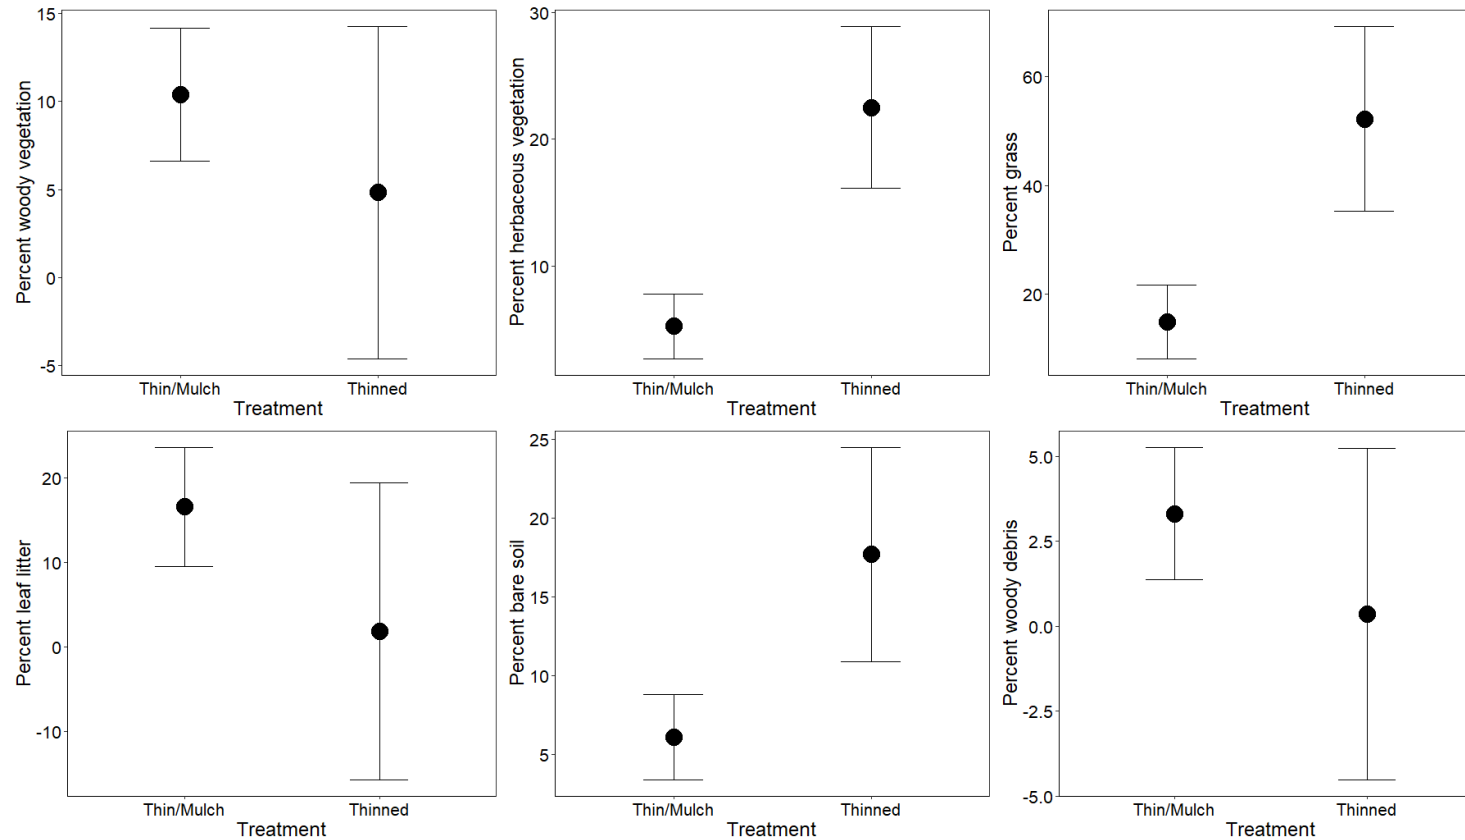 Percent woody vegetation
15
10
5
0
-5
Thin/Mulch Thinned
Treatment
Percent herbaceous vegetation
30
20
10
Thin/Mulch Thinned
Treatment
Percent grass
60
40
20
Thin/Mulch Thinned
Treatment
Percent leaf litter
20
10
0
-10
Thin/Mulch Thinned
Treatment
Percent bare soil
25
20
15
10
5
Thin/Mulch Thinned
Treatment
Percent woody debris
5.0
2.5
0.0
-2.5
-5.0
Thin/Mulch Thinned
Treatment